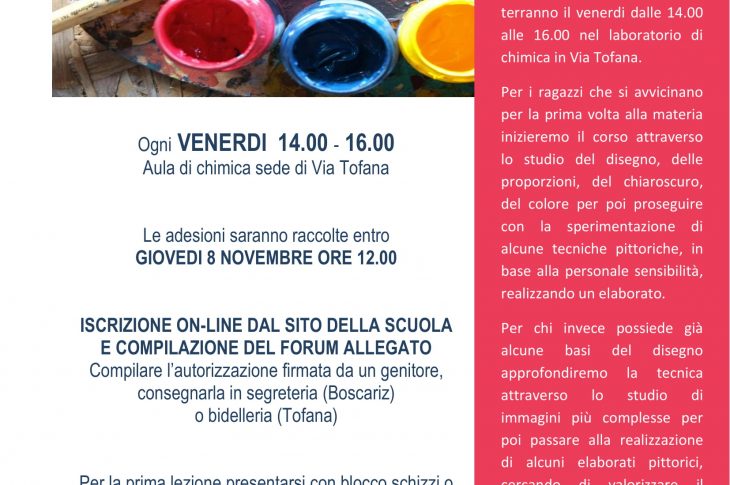 Ogni VENERDI 14.00 - 16.00
Aula di chimica sede di Via Tofana
Le adesioni saranno raccolte entro
GIOVEDI 8 NOVEMBRE ORE 12.00
ISCRIZIONE ON-LINE DAL SITO DELLA SCUOLA
E COMPILAZIONE DEL FORUM ALLEGATO
Compilare l'autorizzazione firmata da un genitore,
consegnarla in segreteria (Boscariz)
o bidelleria (Tofana)
Per la prima lezione presentarsi con blocco schizzi o
terranno il venerdi dalle 14.00
alle 16.00 nel laboratorio di
chimica in Via Tofana.
Per i ragazzi che si avvicinano
per la prima volta alla materia
inizieremo il corso attraverso
lo studio del disegno, delle
proporzioni, del chiaroscuro,
del colore per poi proseguire
con la sperimentazione di
alcune tecniche pittoriche, in
base alla personale sensibilità,
realizzando un elaborato.
Per chi invece possiede già
alcune basi del disegno
approfondiremo la tecnica
attraverso lo studio di
immagini più complesse per
poi passare alla realizzazione
di alcuni elaborati pittorici,
cercando di valorizzare il